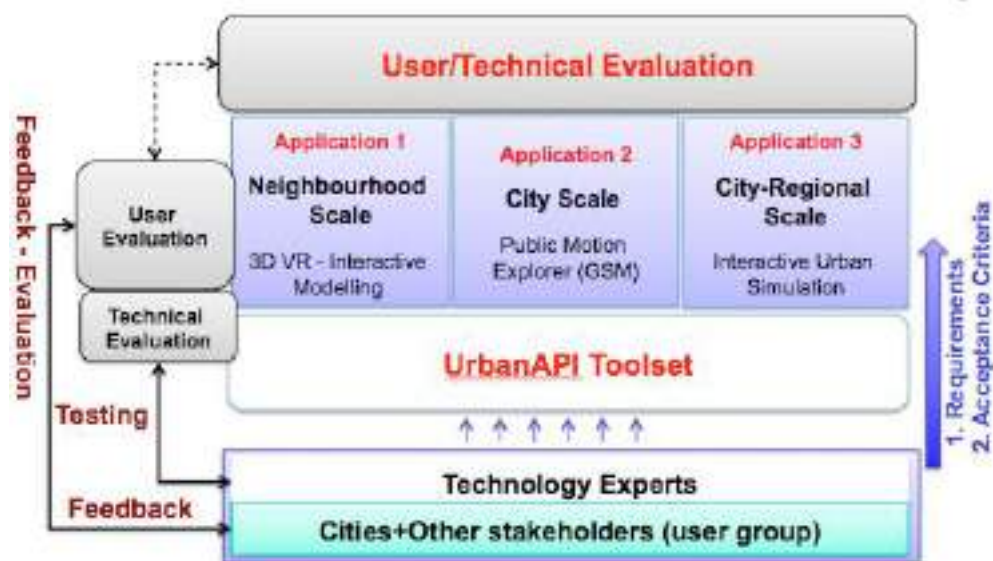 User/Technical Evaluation
Application 1
Neighbourhood
Scale
3D VR - Interactive
Modelling
Application 2
City Scale
Public Motion
Explorer (GSM)
Application 3
City-Regional
Scale
Interactive Urban
Simulation
User
Evaluation
Technical
Evaluation
Feedback - Evaluation
UrbanAPI Toolset
Testing
Feedback
Technology Experts
Cities+Other stakeholders (user group)
1. Requirements
2. Acceptance Criteria